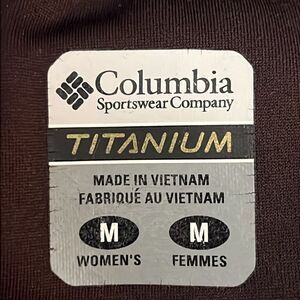 Columbia
Sportswear Company
TITANIUM
MADE IN VIETNAM
FABRIQUÉ AU VIETNAM
M M
WOMEN'S FEMMES